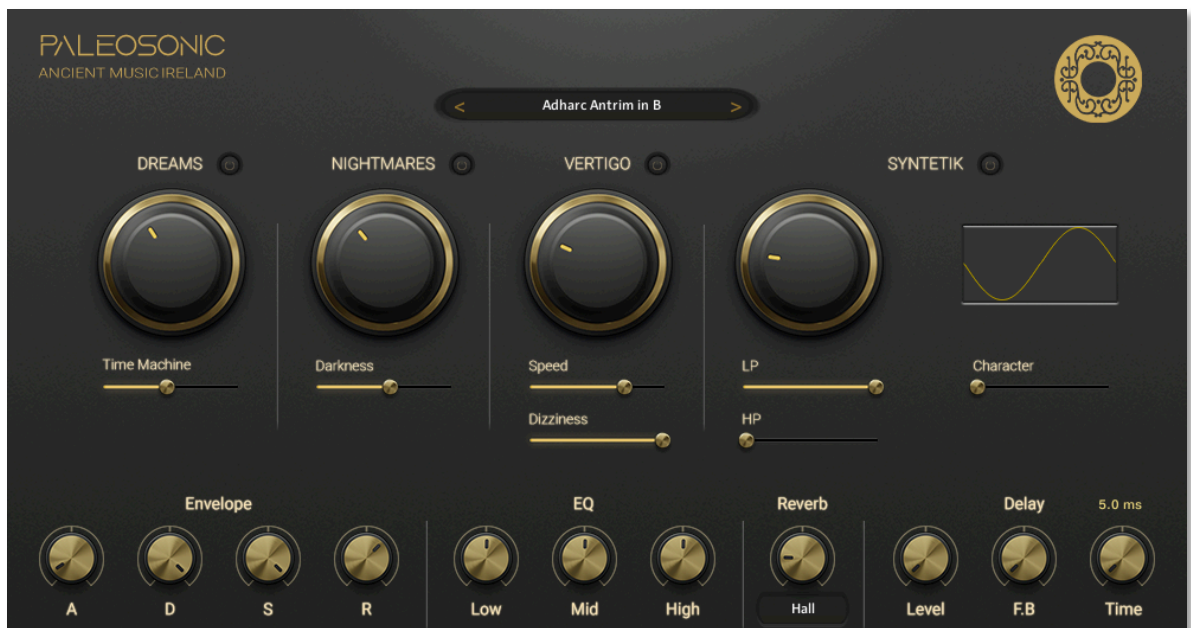 PALEOSONIC
ANCIENT MUSIC IRELAND
< Adharc Antrim in B >
DREAMS
NIGHTMARES
VERTIGO
SYNTETIK
Time Machine
Darkness
Speed
LP
Character
Dizziness
HP
Envelope
EQ
Reverb
Delay
5.0 ms
A
D
S
R
Low
Mid
High
Hall
Level
F.B
Time